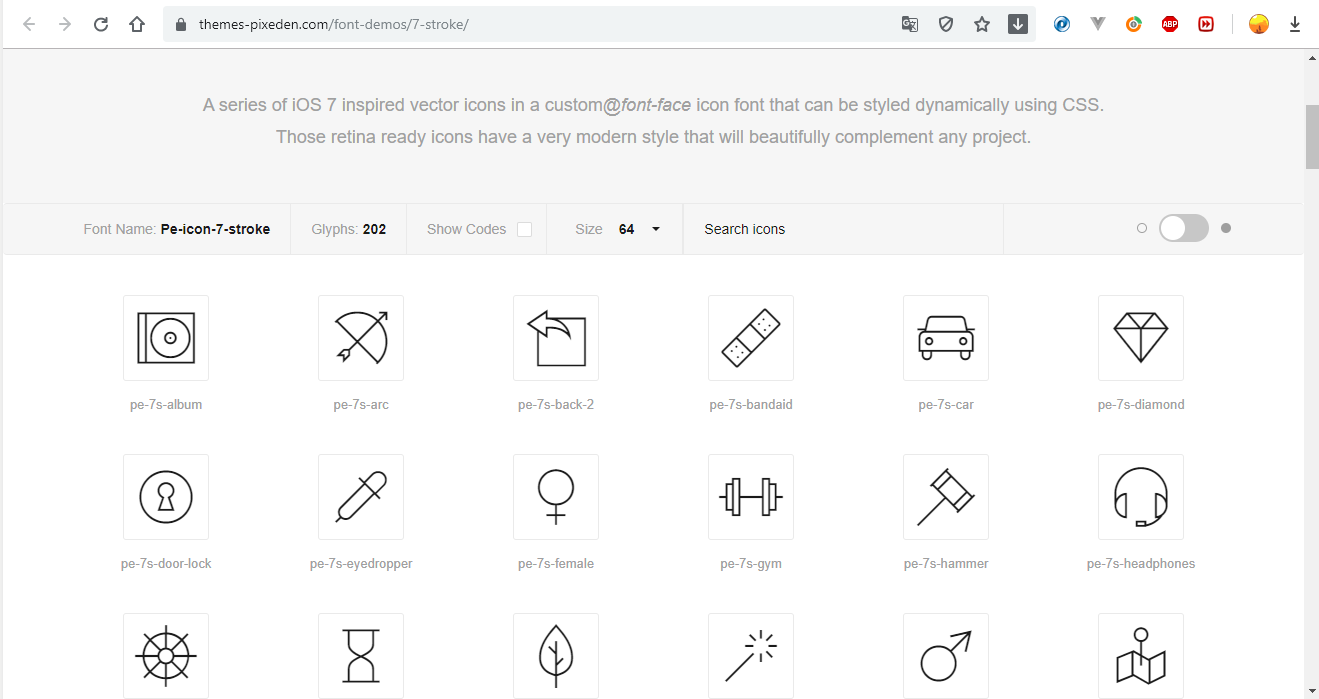 themes-pixeden.com/font-demos/7-stroke/
ABP
A series of iOS 7 inspired vector icons in a custom@font-face icon font that can be styled dynamically using CSS.
Those retina ready icons have a very modern style that will beautifully complement any project.
Font Name: Pe-icon-7-stroke Glyphs: 202 Show Codes Size 64 Search icons
pe-7s-album pe-7s-arc pe-7s-back-2 pe-7s-bandaid pe-7s-car pe-7s-diamond
pe-7s-door-lock pe-7s-eyedropper pe-7s-female pe-7s-gym pe-7s-hammer pe-7s-headphones